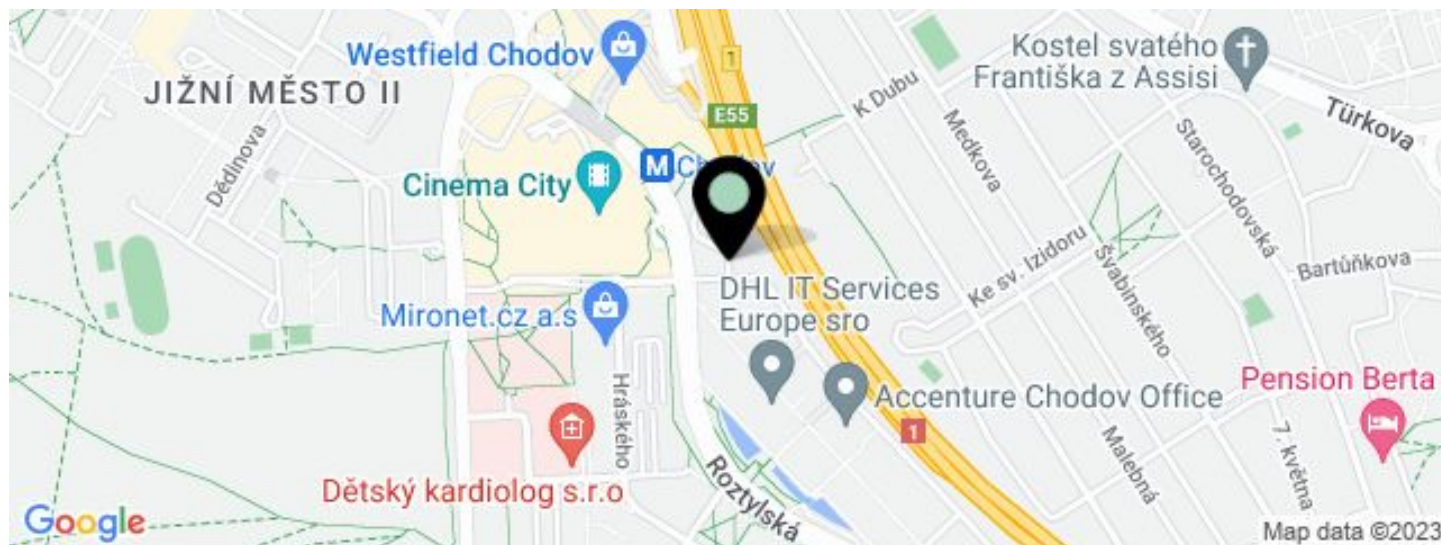 Westfield Chodov
1
Kostel svatého
Františka z Assisi
JIŽNÍ MĚSTO II
K Dubu
E55
Türkova
Dědinova
Medkova
Starochodovská
Cinema City
M Chodov
Ke sv. Izidoru
Švabinského
Bartůňkova
DHL IT Services
Europe sro
Mironet.cz a.s
Hráského
Pension Berta
Accenture Chodov Office
1
Malebná
7. května
Dětský kardiolog s.r.o
Roztylská
Google
Map data ©2023